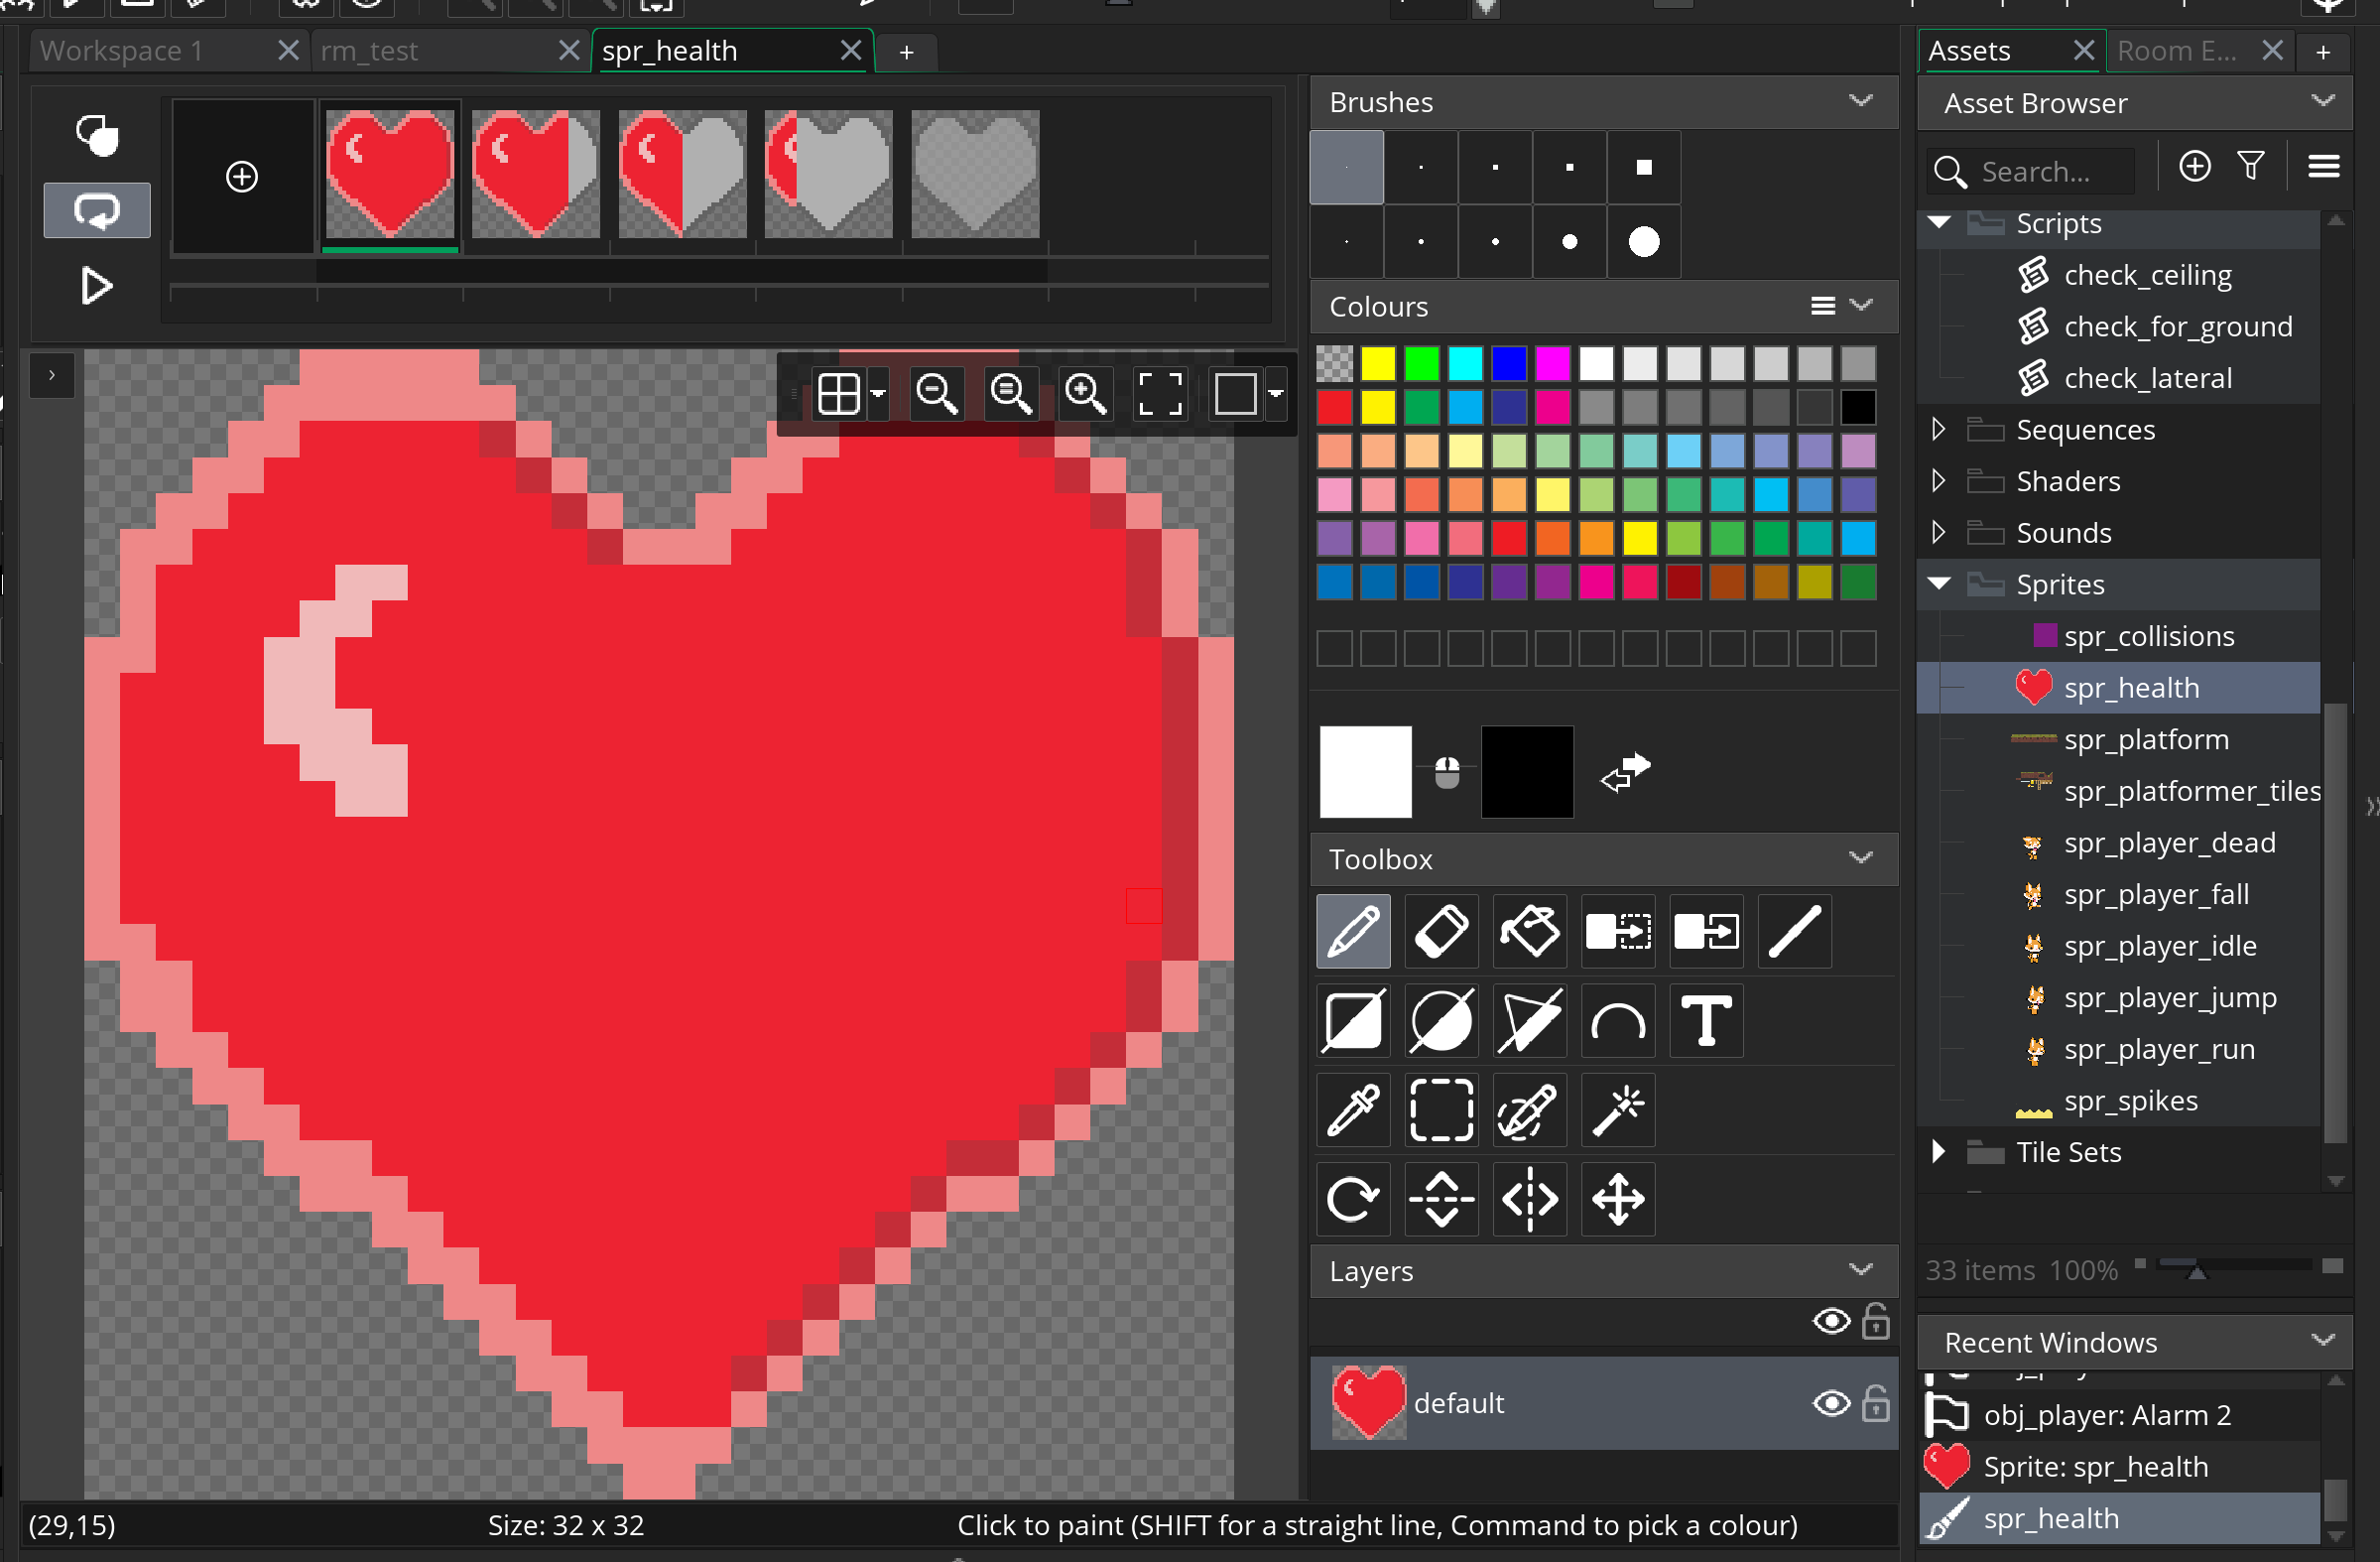 Workspace 1
rm_test
spr_health
Assets
Room E...
Brushes
Asset Browser
Search...
Colours
Scripts
check_ceiling
check_for_ground
check_lateral
Sequences
Shaders
Sounds
Sprites
spr_collisions
spr_health
spr_platform
spr_platformer_tiles
spr_player_dead
spr_player_fall
spr_player_idle
spr_player_jump
spr_player_run
spr_spikes
Tile Sets
Toolbox
T
33 items 100%
Layers
default
Recent Windows
obj_player: Alarm 2
Sprite: spr_health
spr_health
(29,15)
Size: 32 x 32
Click to paint (SHIFT for a straight line, Command to pick a colour)